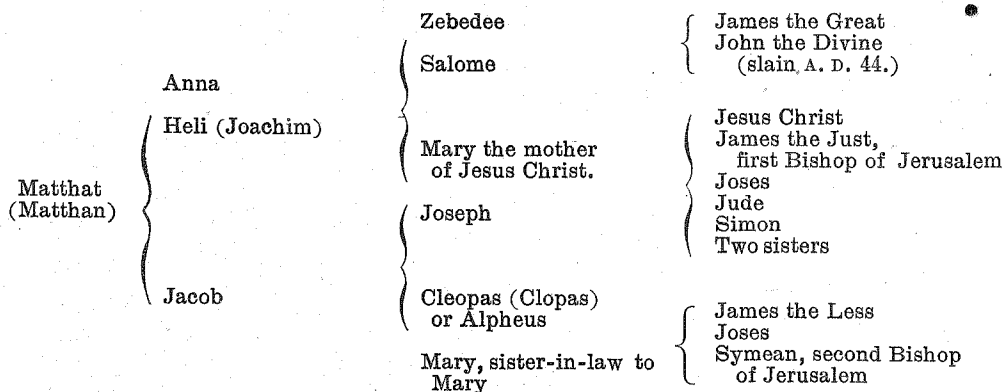 Zebedee
Salome
James the Great
John the Divine
(slain A. D. 44.)
Anna
Heli (Joachim)
Mary the mother
of Jesus Christ.
Jesus Christ
James the Just,
first Bishop of Jerusalem
Joses
Jude
Simon
Two sisters
Matthat
(Matthan)
Joseph
Jacob
Cleopas (Clopas)
or Alpheus
Mary, sister-in-law to
Mary
James the Less
Joses
Symean, second Bishop
of Jerusalem